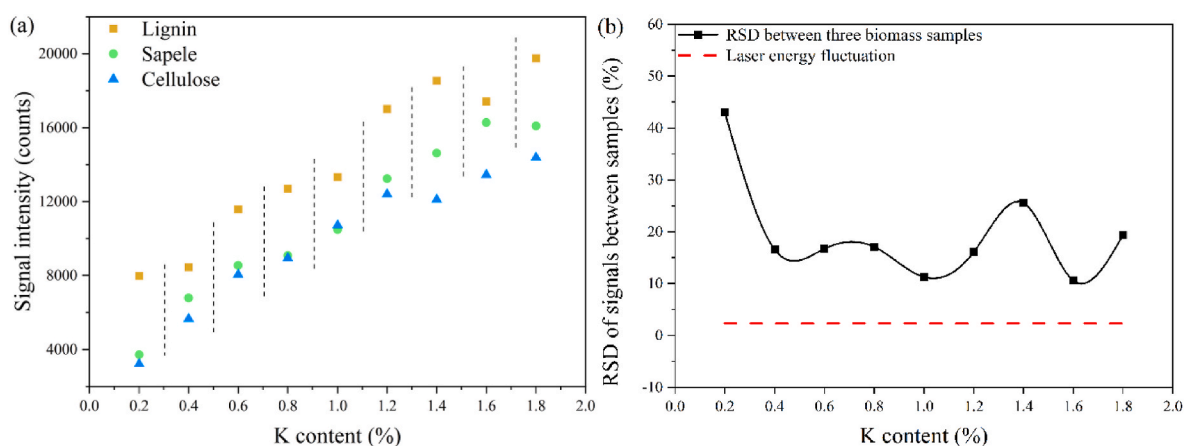 (a)
Lignin
Sapele
Cellulose
20000
16000
12000
8000
4000
Signal intensity (counts)
0.0 0.2 0.4 0.6 0.8 1.0 1.2 1.4 1.6 1.8 2.0
K content (%)
(b)
RSD between three biomass samples
Laser energy fluctuation
60
50
40
30
20
10
0
-10
RSD of signals between samples (%)
0.0 0.2 0.4 0.6 0.8 1.0 1.2 1.4 1.6 1.8 2.0
K content (%)